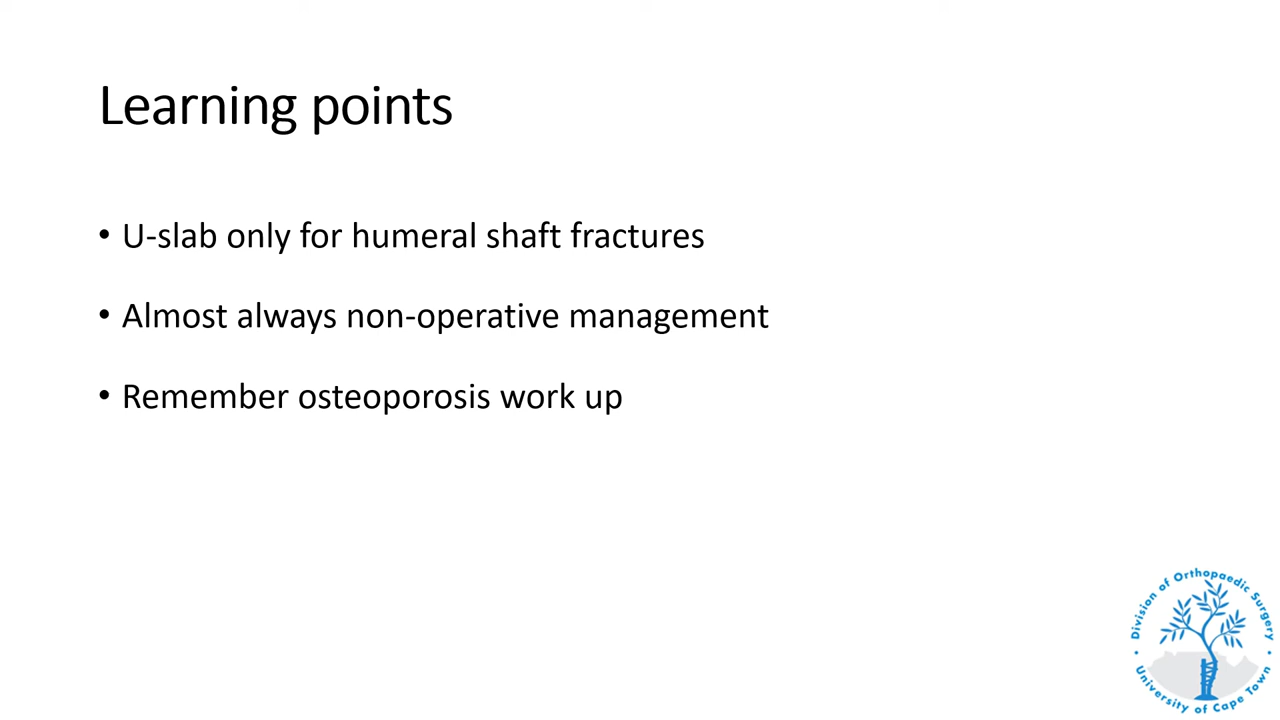 Learning points
• U-slab only for humeral shaft fractures
• Almost always non-operative management
• Remember osteoporosis work up
Division of Orthopaedic Surgery
• University of Cape Town •